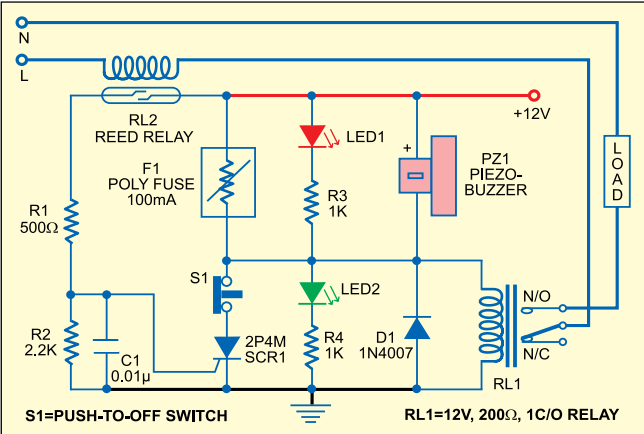 N
L
RL2
REED RELAY
+12V
LED1
F1
POLY FUSE
100mA
+
PZ1
PIEZO-
BUZZER
LOAD
R1
500Ω
R3
1K
S1
LED2
N/O
R2
2.2K
C1
0.01µ
2P4M
SCR1
R4
1K
D1
1N4007
N/C
RL1
S1=PUSH-TO-OFF SWITCH
RL1=12V, 200Ω, 1C/O RELAY